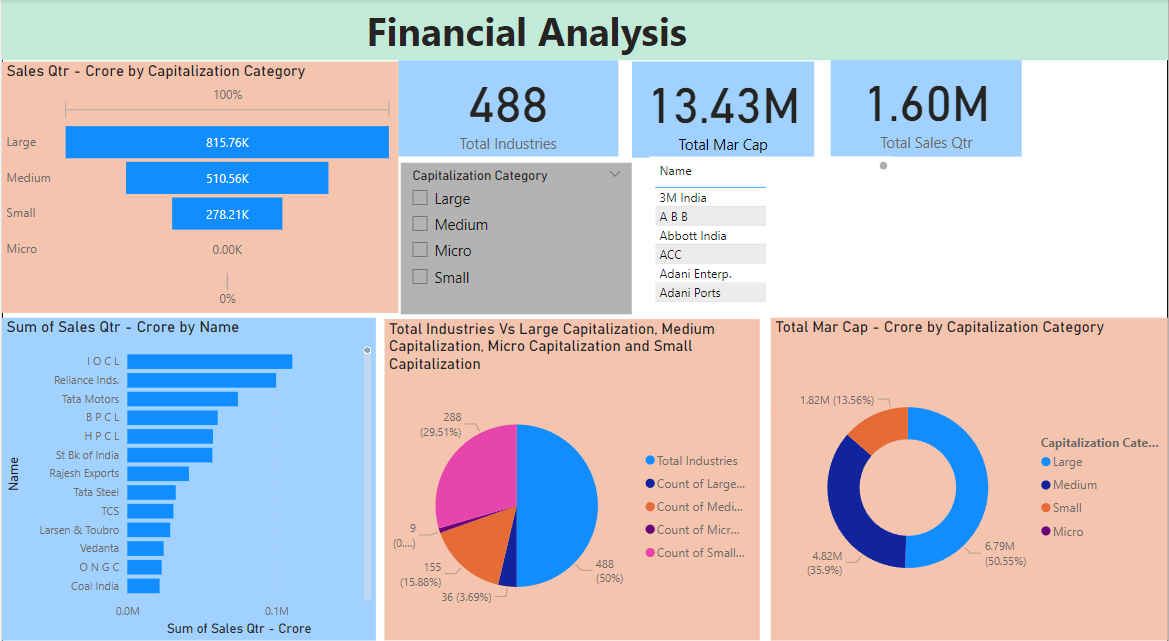 Financial Analysis
Sales Qtr - Crore by Capitalization Category
100%
Large
815.76K
Medium
510.56K
Small
278.21K
Micro
0.00K
0%
488
Total Industries
13.43M
Total Mar Cap
1.60M
Total Sales Qtr
Capitalization Category
Large
Medium
Micro
Small
Name
3M India
A B B
Abbott India
ACC
Adani Enterp.
Adani Ports
Sum of Sales Qtr - Crore by Name
Name
I O C L
Reliance Inds.
Tata Motors
B P C L
H P C L
St Bk of India
Rajesh Exports
Tata Steel
TCS
Larsen & Toubro
Vedanta
O N G C
Coal India
0.0M
0.1M
Sum of Sales Qtr - Crore
Total Industries Vs Large Capitalization, Medium
Capitalization, Micro Capitalization and Small
Capitalization
288
(29.51%)
9
(0....)
155
(15.88%)
36 (3.69%)
488
(50%)
Total Industries
Count of Large...
Count of Medi...
Count of Micr...
Count of Small...
Total Mar Cap - Crore by Capitalization Category
1.82M (13.56%)
4.82M
(35.9%)
6.79M
(50.55%)
Capitalization Cate...
Large
Medium
Small
Micro